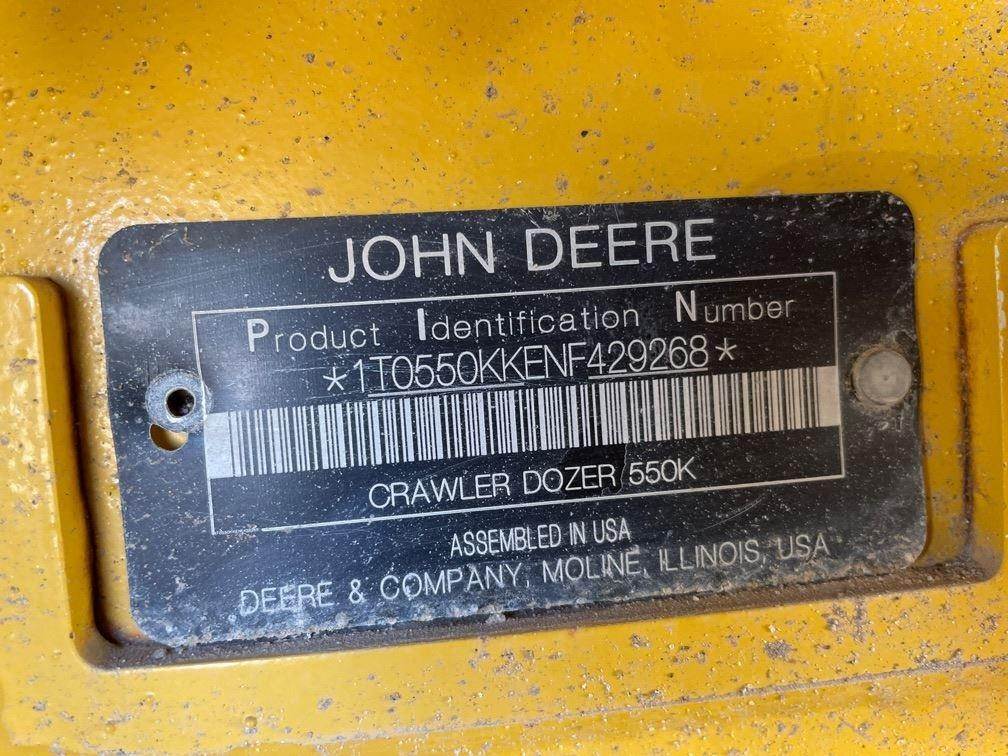 JOHN DEERE
Product Identification Number
*1T0550KKENF429268*
CRAWLER DOZER 550K
ASSEMBLED IN USA
DEERE & COMPANY, MOLINE, ILLINOIS, USA